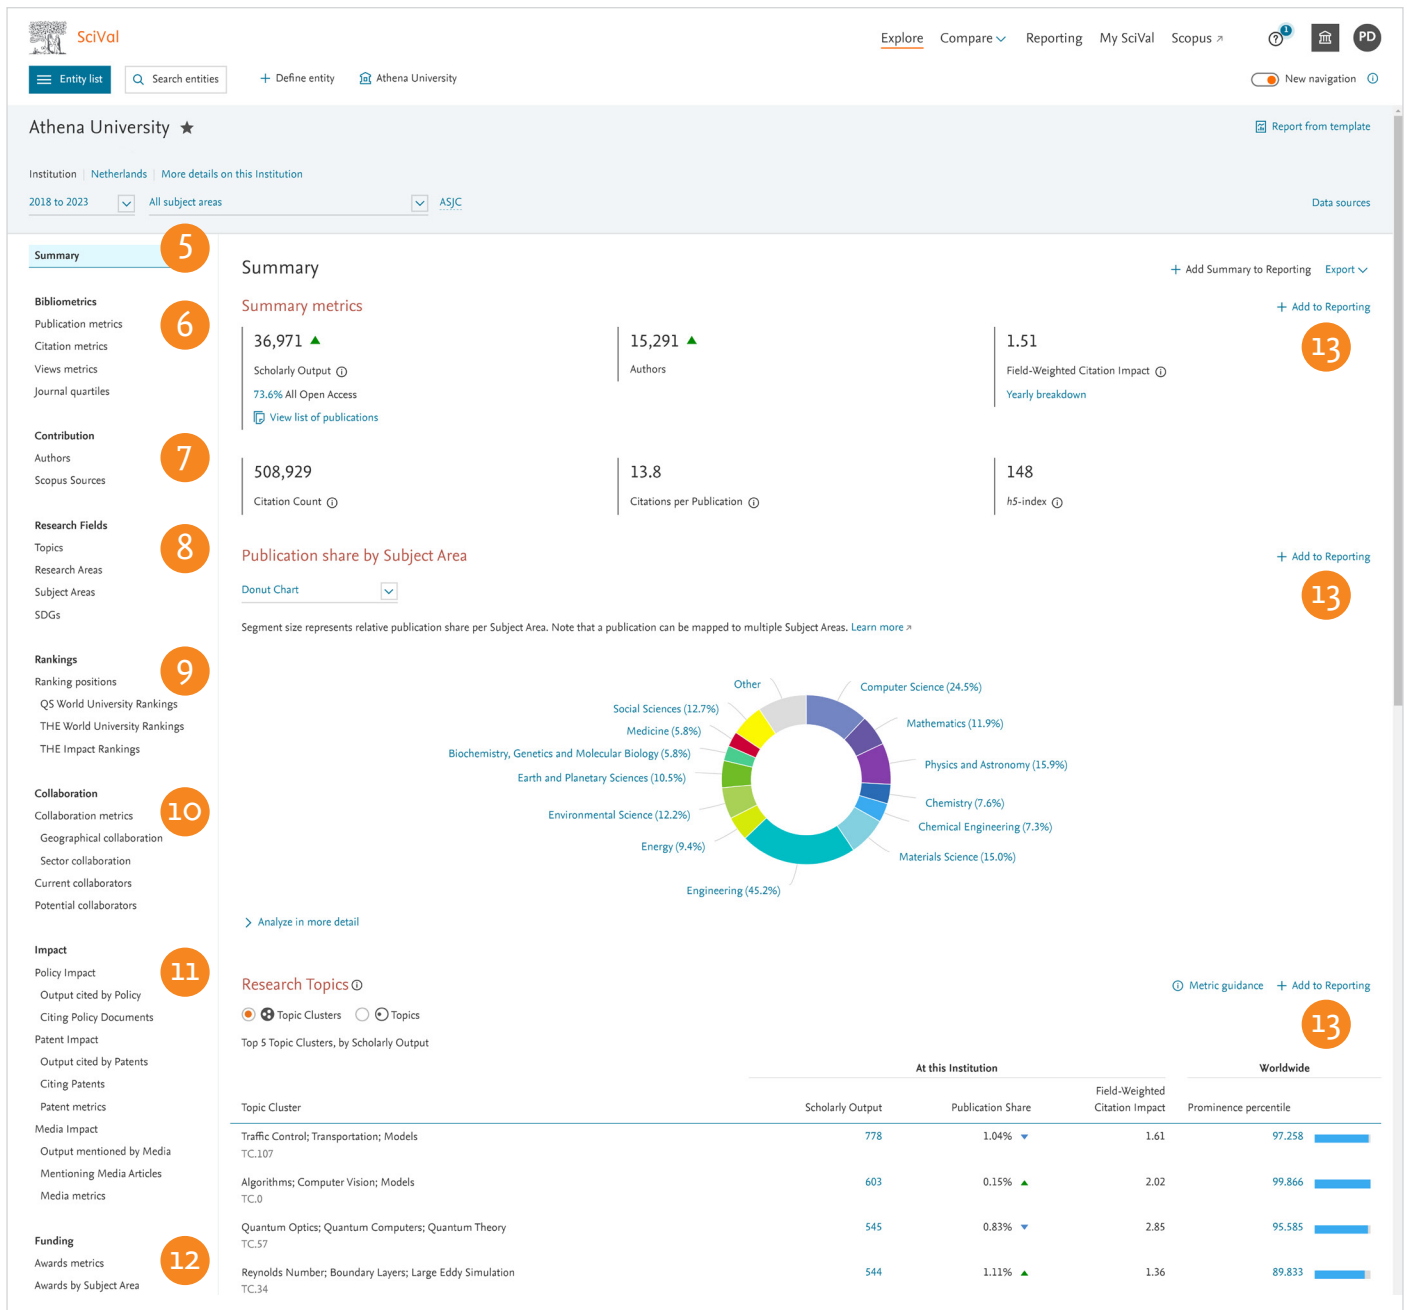 SciVal
Explore Compare Reporting My SciVal Scopus 1 PD
Entity list Search entities + Define entity Athena University New navigation
Athena University Report from template
Institution Netherlands More details on this Institution
2018 to 2023 All subject areas ASJC Data sources
Summary 5
Bibliometrics
Publication metrics 6
Citation metrics
Views metrics
Journal quartiles
Contribution
Authors 7
Scopus Sources
Research Fields
Topics 8
Research Areas
Subject Areas
SDGs
Rankings
Ranking positions 9
QS World University Rankings
THE World University Rankings
THE Impact Rankings
Collaboration
Collaboration metrics 10
Geographical collaboration
Sector collaboration
Current collaborators
Potential collaborators
Impact
Policy Impact 11
Output cited by Policy
Citing Policy Documents
Patent Impact
Output cited by Patents
Citing Patents
Patent metrics
Media Impact
Output mentioned by Media
Mentioning Media Articles
Media metrics
Funding
Awards metrics 12
Awards by Subject Area
Summary + Add Summary to Reporting Export
Summary metrics + Add to Reporting
13
36,971 15,291 1.51
Scholarly Output Authors Field-Weighted Citation Impact
73.6% All Open Access Yearly breakdown
View list of publications
508,929 13.8 148
Citation Count Citations per Publication h5-index
Publication share by Subject Area + Add to Reporting
13
Donut Chart
Segment size represents relative publication share per Subject Area. Note that a publication can be mapped to multiple Subject Areas. Learn more
Other
Computer Science (24.5%)
Social Sciences (12.7%)
Mathematics (11.9%)
Medicine (5.8%)
Biochemistry, Genetics and Molecular Biology (5.8%)
Physics and Astronomy (15.9%)
Earth and Planetary Sciences (10.5%)
Chemistry (7.6%)
Environmental Science (12.2%)
Chemical Engineering (7.3%)
Energy (9.4%)
Materials Science (15.0%)
Engineering (45.2%)
Analyze in more detail
Research Topics Metric guidance + Add to Reporting
13
Topic Clusters Topics
Top 5 Topic Clusters, by Scholarly Output
At this Institution Worldwide
Topic Cluster Scholarly Output Publication Share Field-Weighted Citation Impact Prominence percentile
Traffic Control; Transportation; Models 778 1.04% 1.61 97.258
TC.107
Algorithms; Computer Vision; Models 603 0.15% 2.02 99.866
TC.0
Quantum Optics; Quantum Computers; Quantum Theory 545 0.83% 2.85 95.585
TC.57
Reynolds Number; Boundary Layers; Large Eddy Simulation 544 1.11% 1.36 89.833
TC.34